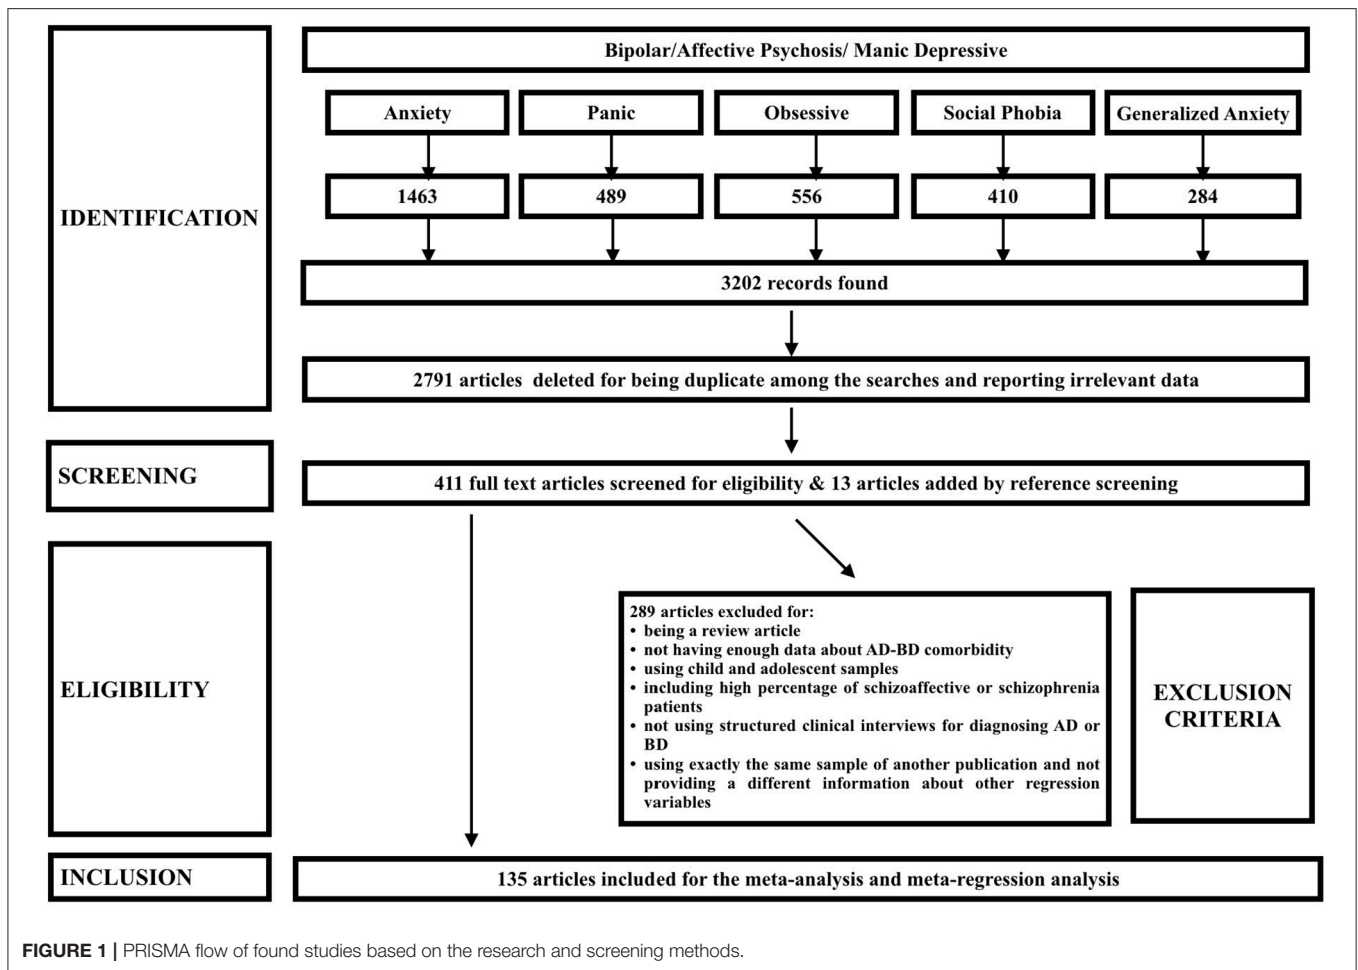 IDENTIFICATION
Bipolar/Affective Psychosis/ Manic Depressive
Anxiety
Panic
Obsessive
Social Phobia
Generalized Anxiety
1463
489
556
410
284
3202 records found
2791 articles deleted for being duplicate among the searches and reporting irrelevant data
SCREENING
411 full text articles screened for eligibility & 13 articles added by reference screening
ELIGIBILITY
289 articles excluded for:
• being a review article
• not having enough data about AD-BD comorbidity
• using child and adolescent samples
• including high percentage of schizoaffective or schizophrenia
patients
• not using structured clinical interviews for diagnosing AD or
BD
• using exactly the same sample of another publication and not
providing a different information about other regression
variables
EXCLUSION
CRITERIA
INCLUSION
135 articles included for the meta-analysis and meta-regression analysis
FIGURE 1 | PRISMA flow of found studies based on the research and screening methods.